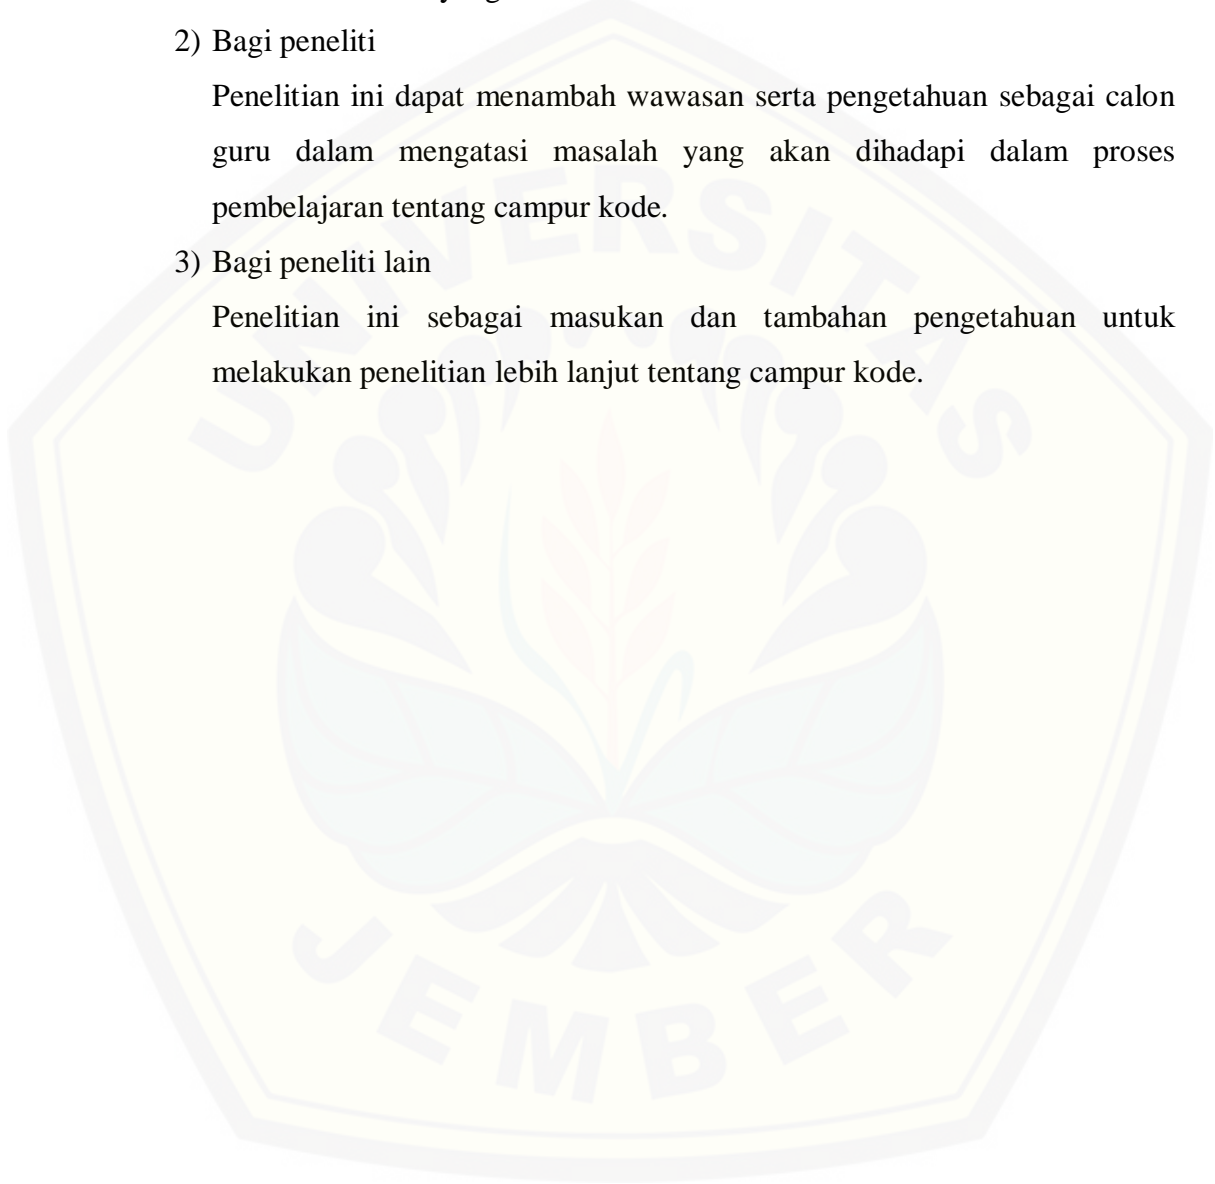 2) Bagi peneliti
Penelitian ini dapat menambah wawasan serta pengetahuan sebagai calon
guru dalam mengatasi masalah yang akan dihadapi dalam proses
pembelajaran tentang campur kode.
3) Bagi peneliti lain
Penelitian ini sebagai masukan dan tambahan pengetahuan untuk
melakukan penelitian lebih lanjut tentang campur kode.
UNIVERSITAS
JEMBER